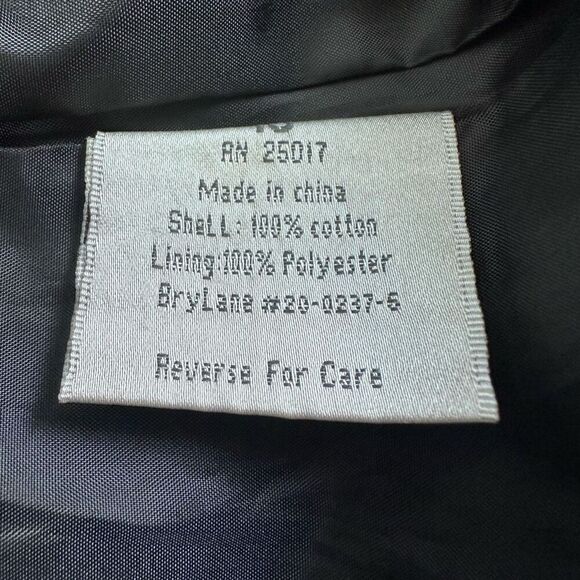 RN 25017
Made in china
Shell: 100% cotton
Lining:100% Polyester
BryLane #20-0237-6
Reverse For Care